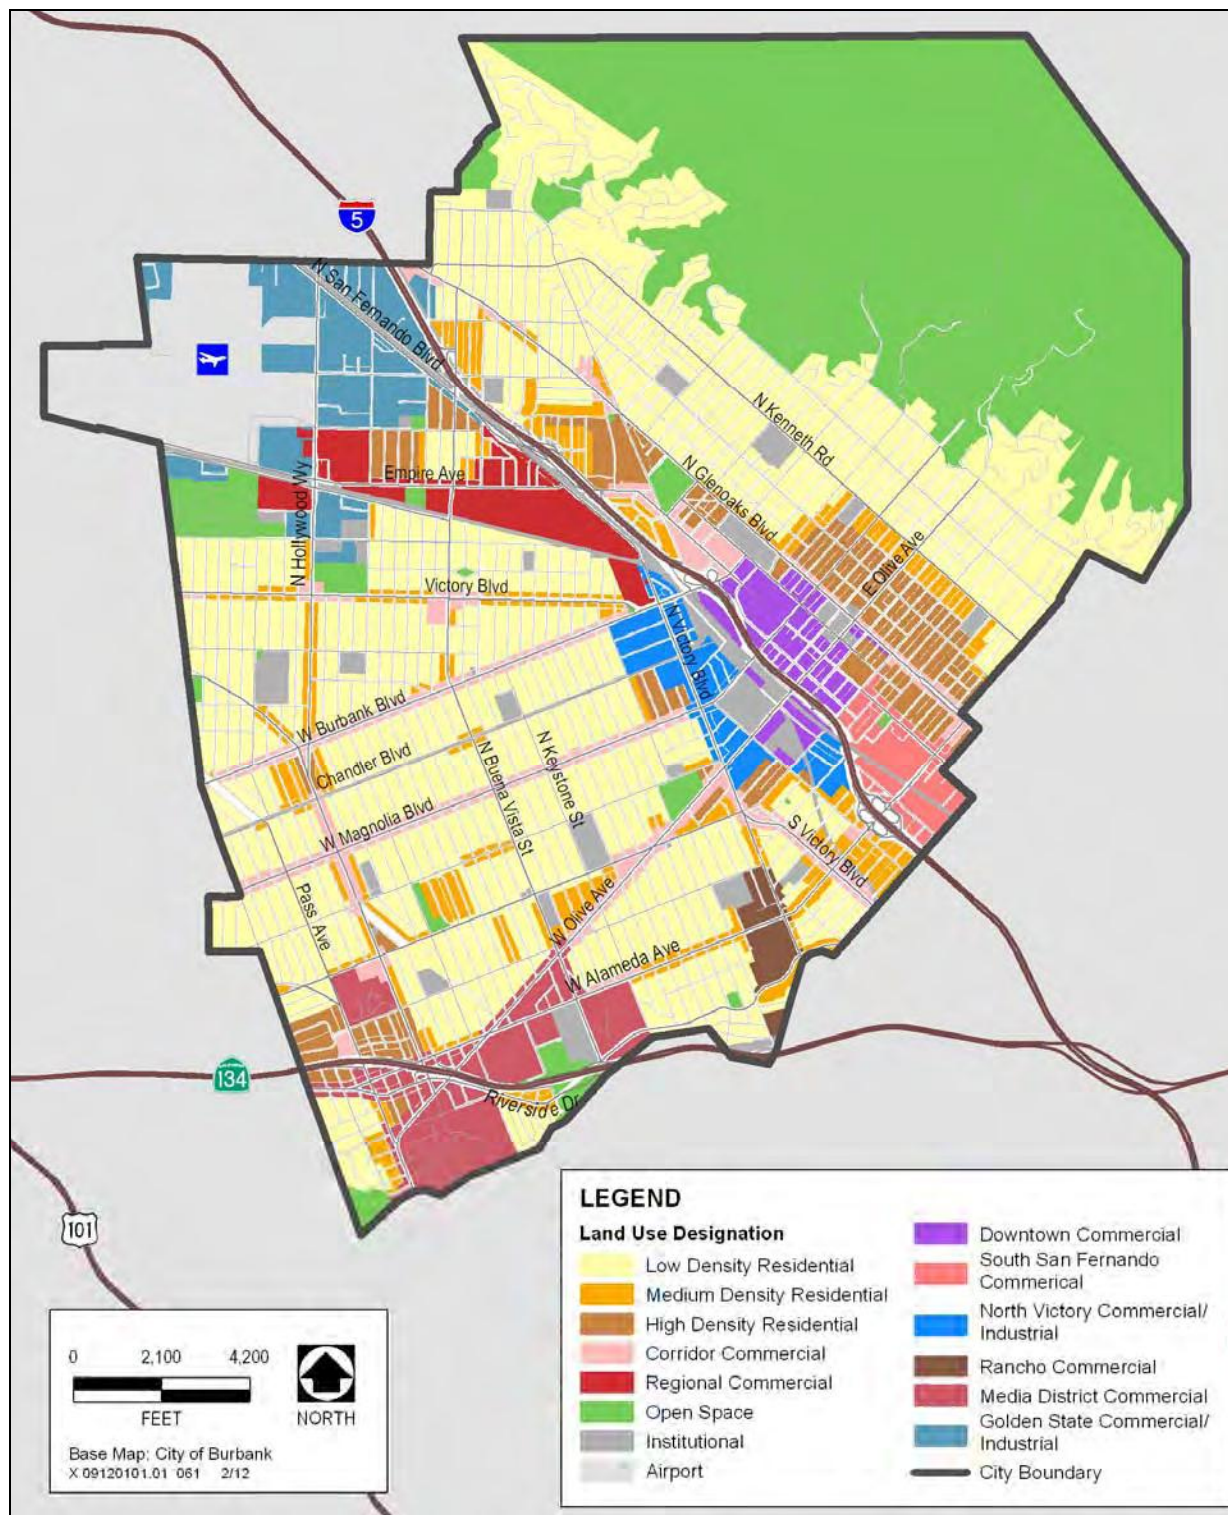 5
N San Fernando Blvd
N Kenneth Rd
N Glenoaks Blvd
Empire Ave
N Hollywood Wy
E Olive Ave
Victory Blvd
N Victory Blvd
W Burbank Blvd
Chandler Blvd
N Buena Vista St
N Keystone St
W Magnolia Blvd
S Victory Blvd
Pass Ave
W Olive Ave
W Alameda Ave
134
Riverside Dr
101
LEGEND
Land Use Designation
Low Density Residential
Medium Density Residential
High Density Residential
Corridor Commercial
Regional Commercial
Open Space
Institutional
Airport
Downtown Commercial
South San Fernando
Commerical
North Victory Commercial/
Industrial
Rancho Commercial
Media District Commercial
Golden State Commercial/
Industrial
City Boundary
0 2,100 4,200
FEET
NORTH
Base Map: City of Burbank
X 09120101.01 061 2/12